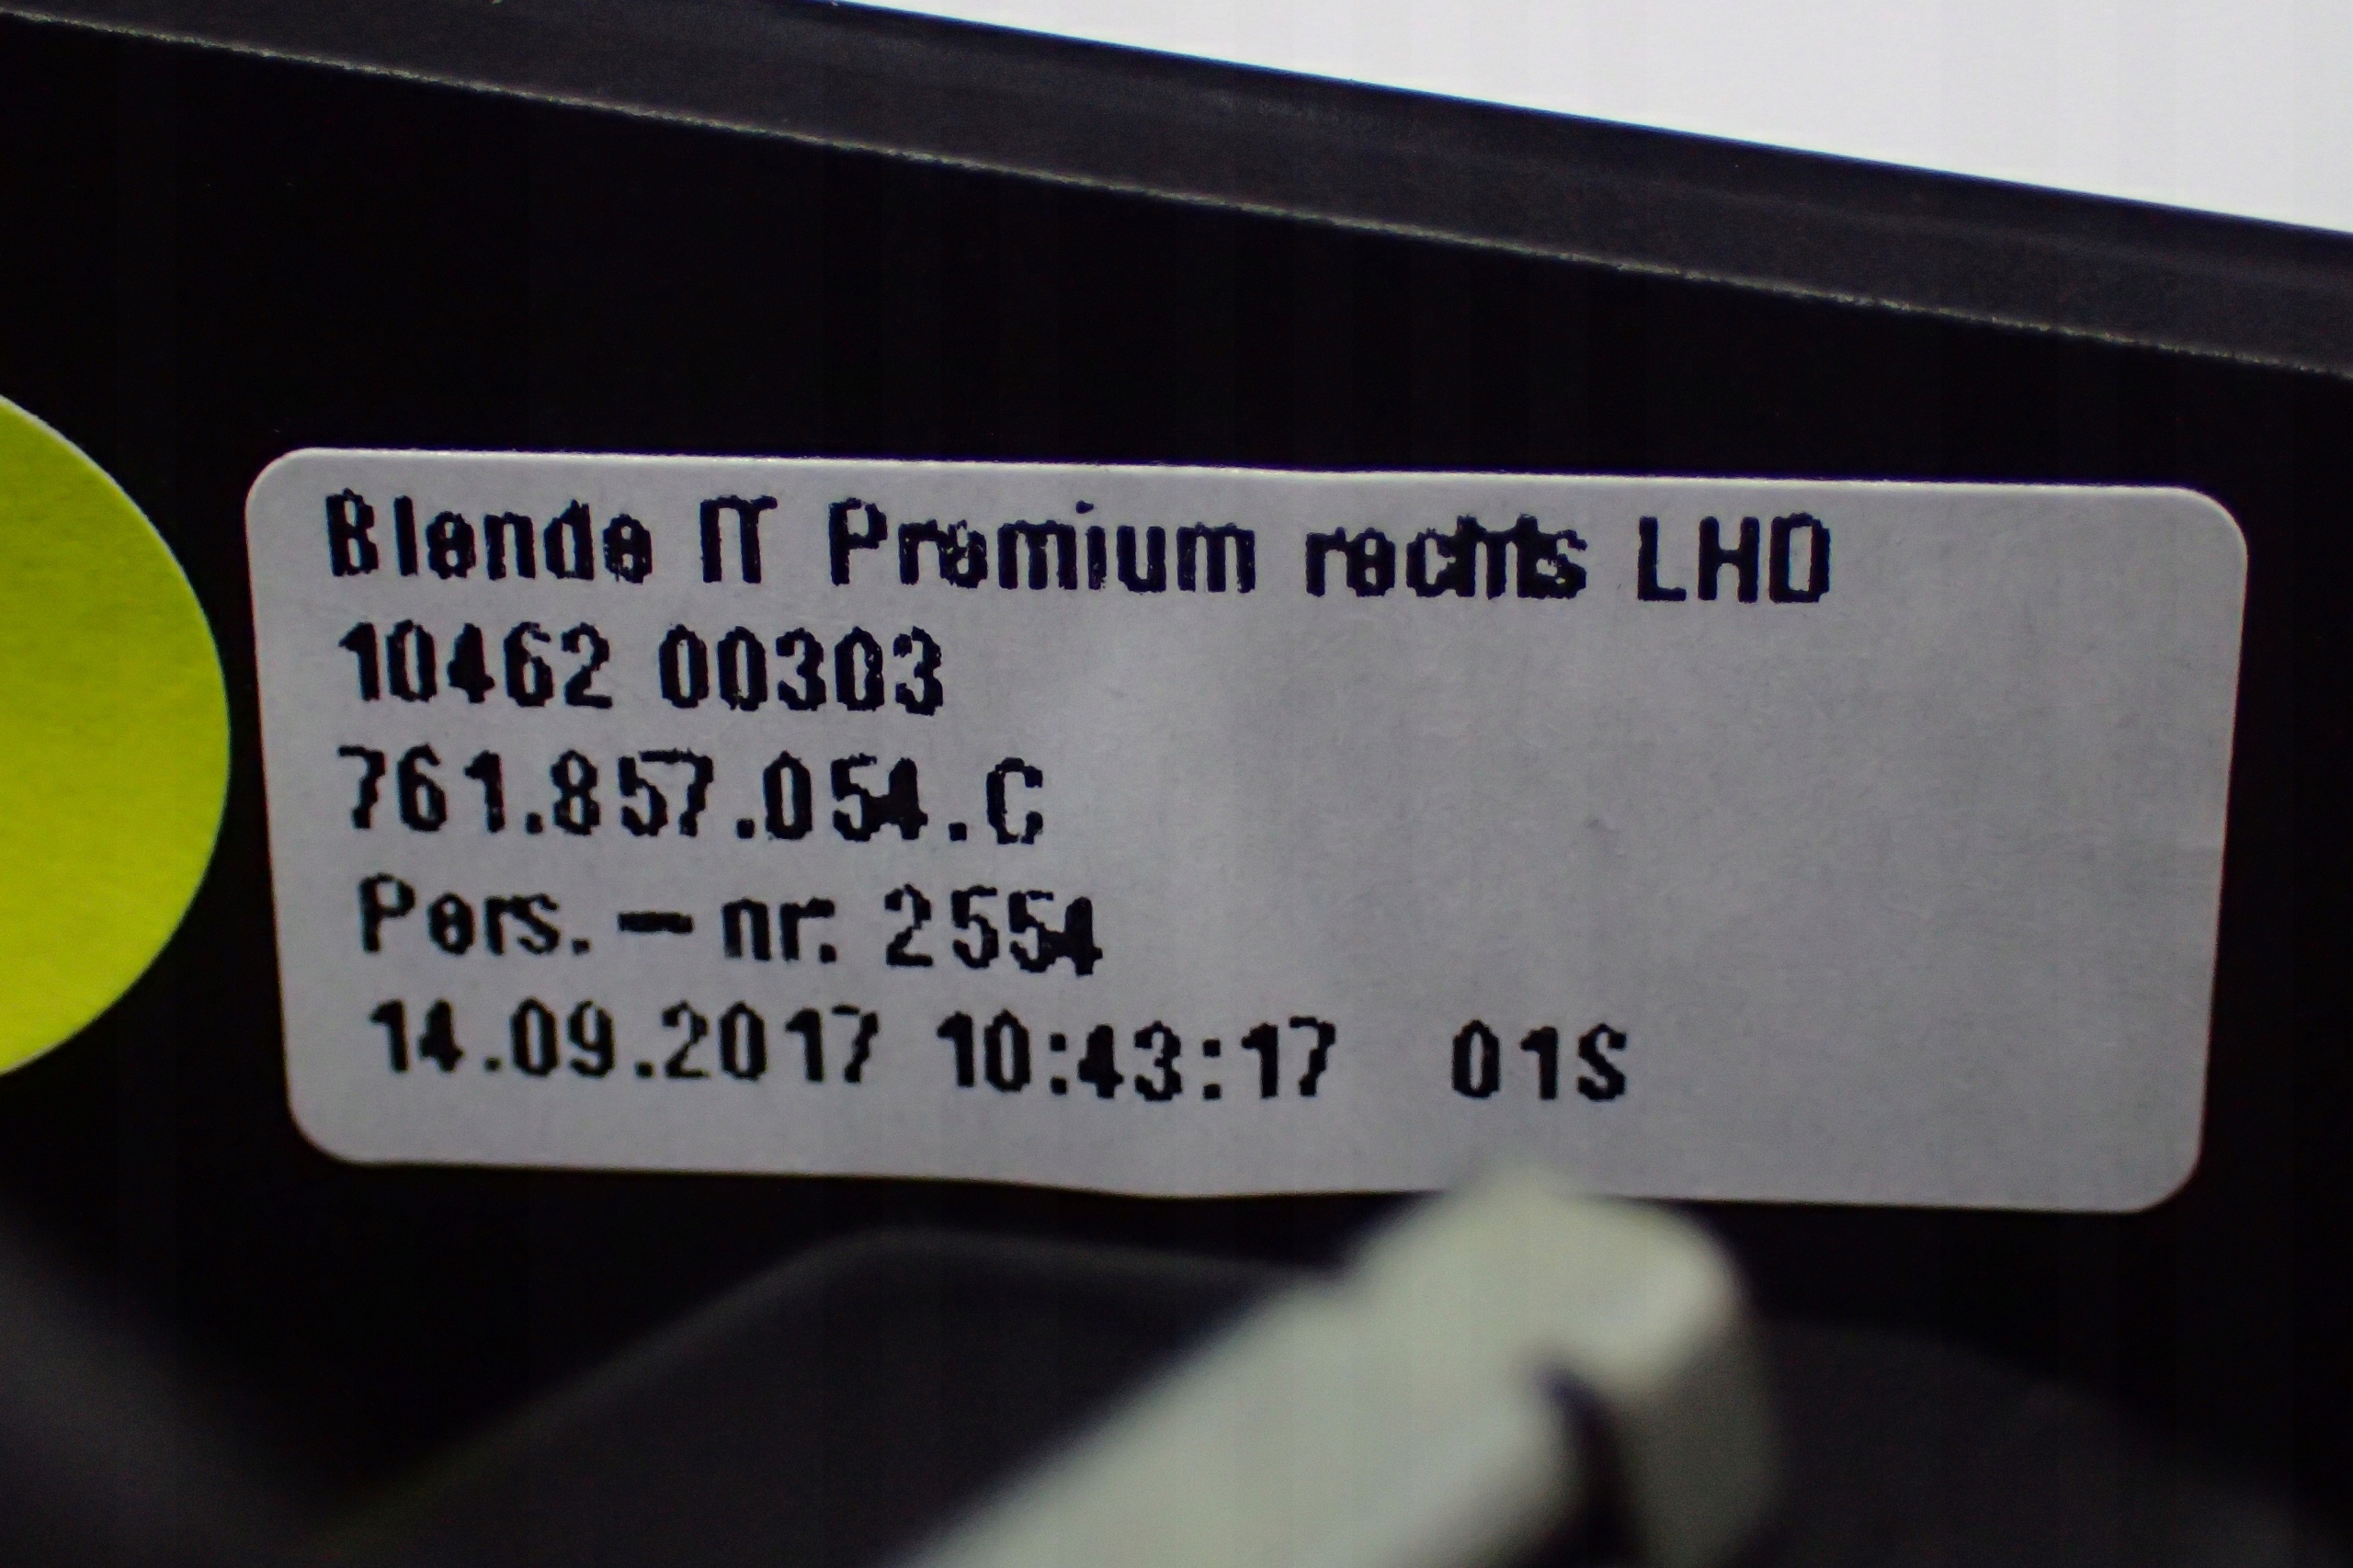 Blende IT Premium rechts LHD
10462 00303
761.857.054.C
Pers.-nr. 2554
14.09.2017 10:43:17 01S